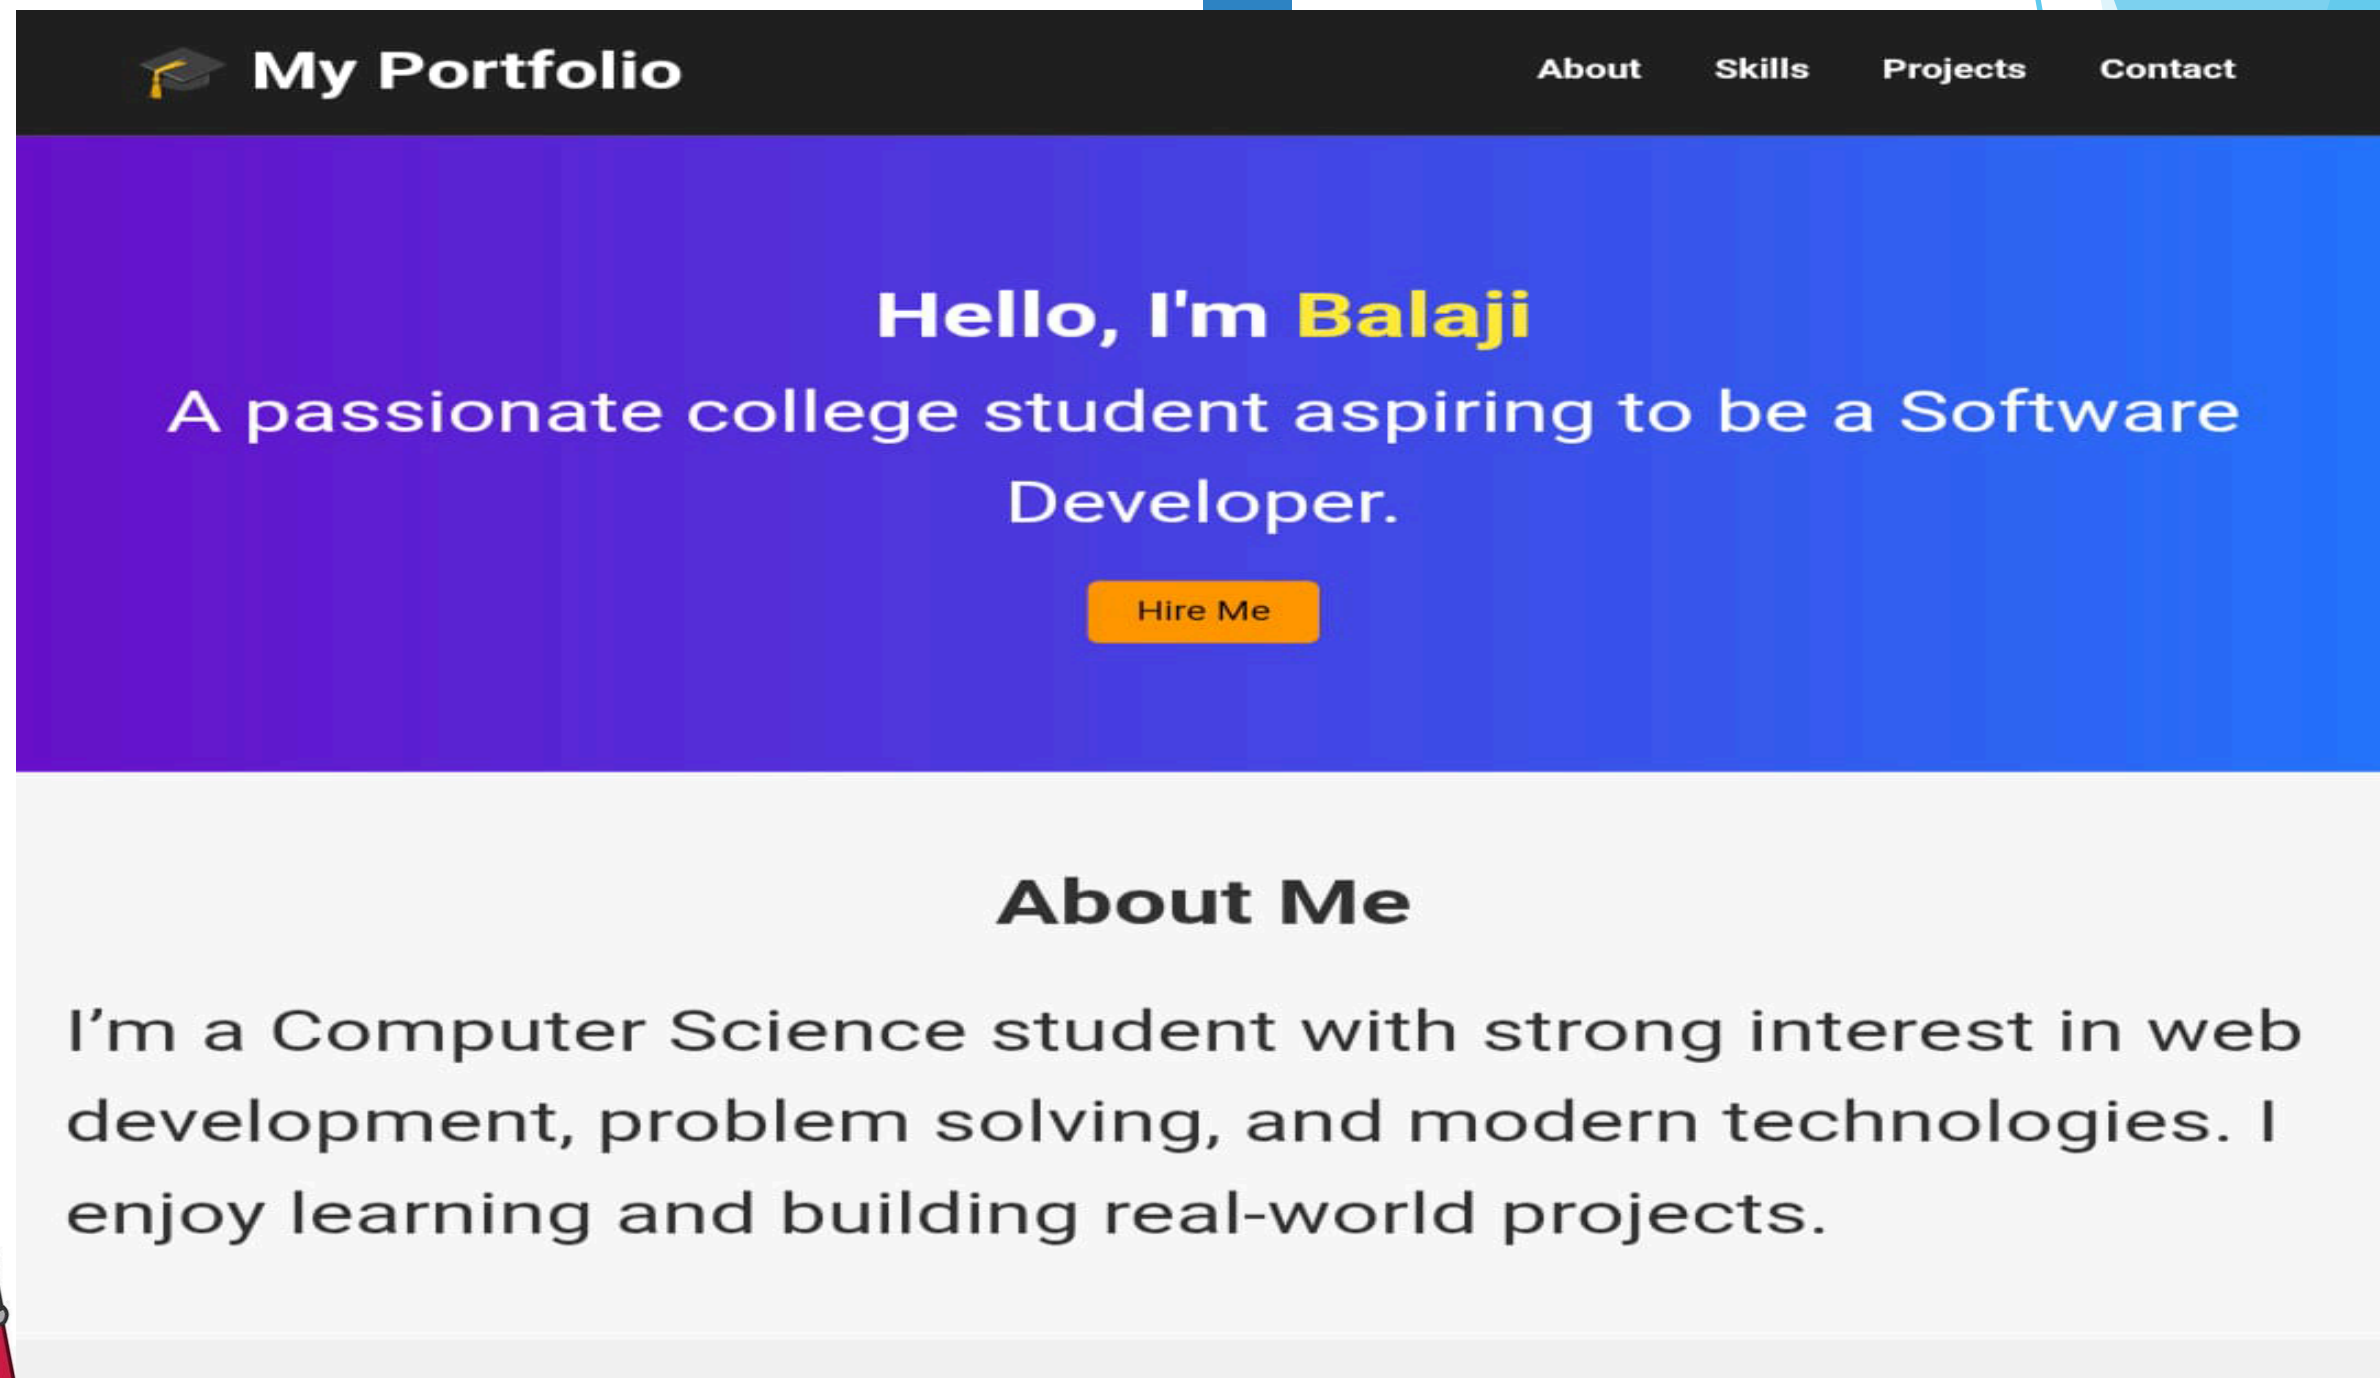 My Portfolio
About Skills Projects Contact
Hello, I'm Balaji
A passionate college student aspiring to be a Software
Developer.
Hire Me
About Me
I’m a Computer Science student with strong interest in web
development, problem solving, and modern technologies. I
enjoy learning and building real-world projects.